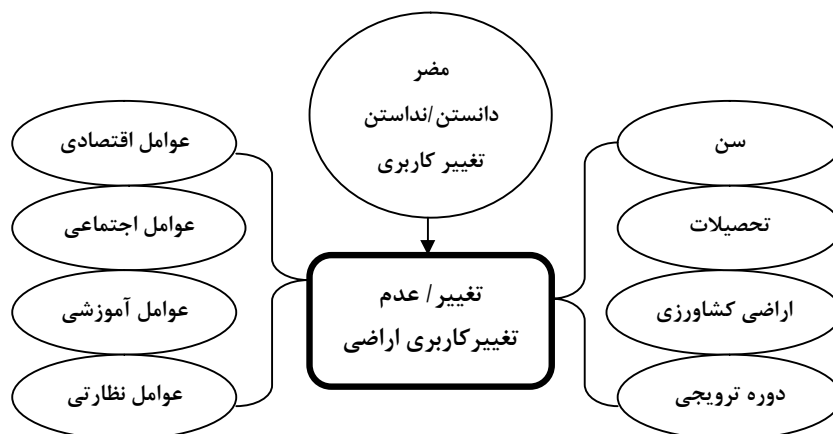 مضر
دانستن/نداستن
تغییر کاربری
سن
تحصیلات
اراضی کشاورزی
دوره ترویجی
تغییر/ عدم
تغییرکاربری اراضی
عوامل اقتصادی
عوامل اجتماعی
عوامل آموزشی
عوامل نظارتی